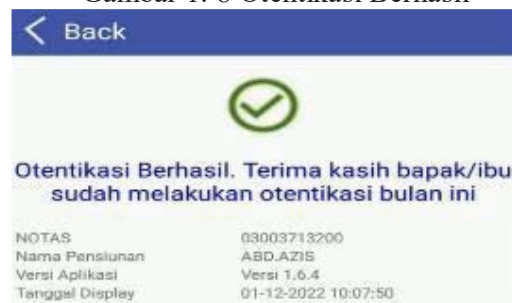 Back
Otentikasi Berhasil. Terima kasih bapak/ibu
sudah melakukan otentikasi bulan ini
NOTAS 03003713200
Nama Pensiunan ABD.AZIS
Versi Aplikasi Versi 1.6.4
Tanggal Display 01-12-2022 10:07:50